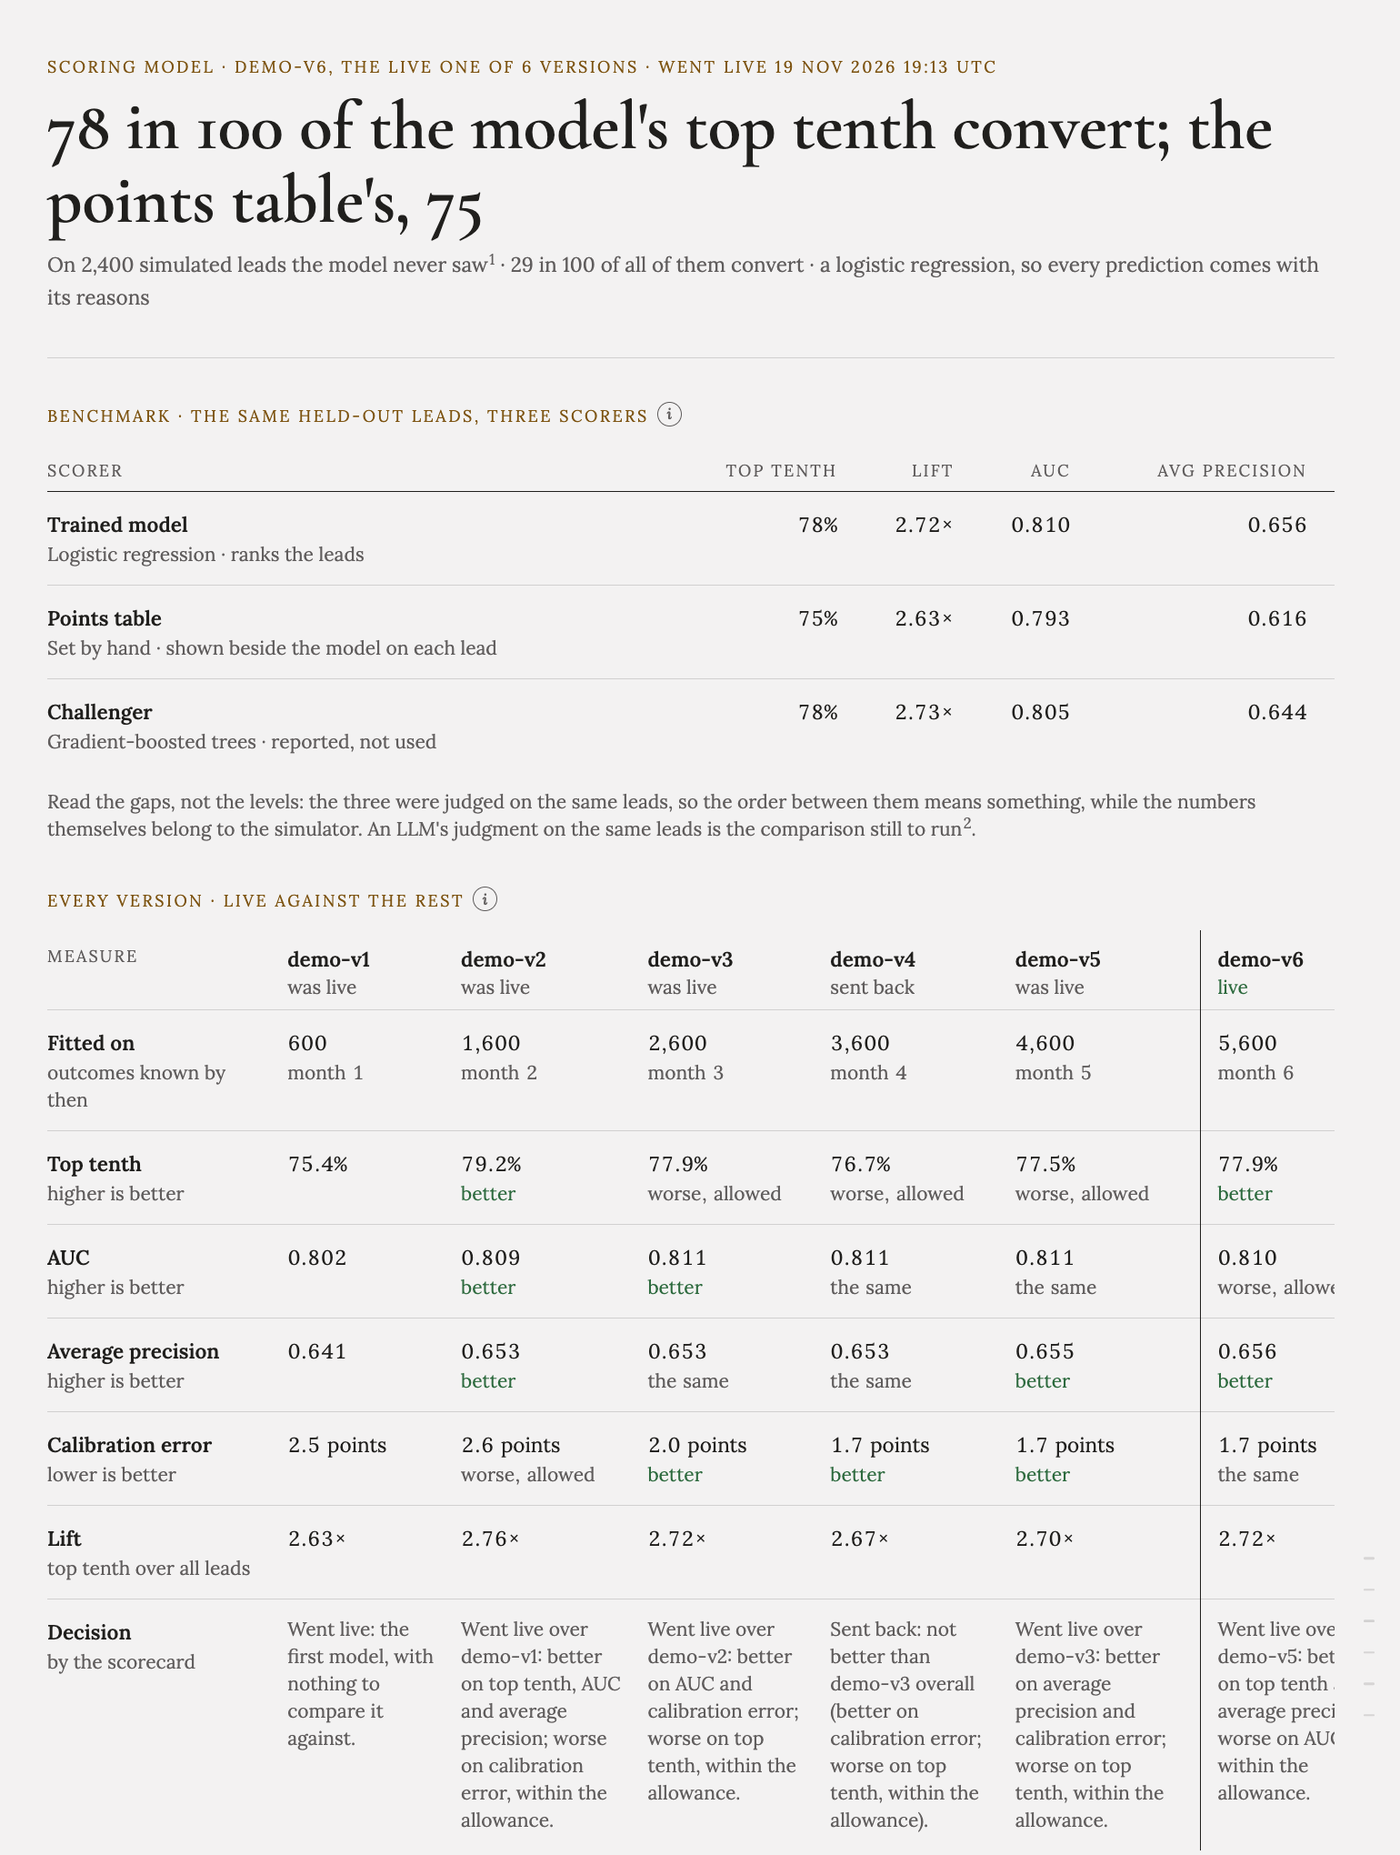 SCORING MODEL · DEMO-V6, THE LIVE ONE OF 6 VERSIONS · WENT LIVE 19 NOV 2026 19:13 UTC
78 in 100 of the model's top tenth convert; the
points table's, 75
On 2,400 simulated leads the model never saw1 · 29 in 100 of all of them convert · a logistic regression, so every prediction comes with
its reasons
BENCHMARK · THE SAME HELD-OUT LEADS, THREE SCORERS i
SCORER TOP TENTH LIFT AUC AVG PRECISION
Trained model 78% 2.72× 0.810 0.656
Logistic regression · ranks the leads
Points table 75% 2.63× 0.793 0.616
Set by hand · shown beside the model on each lead
Challenger 78% 2.73× 0.805 0.644
Gradient-boosted trees · reported, not used
Read the gaps, not the levels: the three were judged on the same leads, so the order between them means something, while the numbers
themselves belong to the simulator. An LLM's judgment on the same leads is the comparison still to run2.
EVERY VERSION · LIVE AGAINST THE REST i
MEASURE demo-v1 demo-v2 demo-v3 demo-v4 demo-v5 demo-v6
was live was live was live sent back was live live
Fitted on 600 1,600 2,600 3,600 4,600 5,600
outcomes known by month 1 month 2 month 3 month 4 month 5 month 6
then
Top tenth 75.4% 79.2% 77.9% 76.7% 77.5% 77.9%
higher is better better worse, allowed worse, allowed worse, allowed better
AUC 0.802 0.809 0.811 0.811 0.811 0.810
higher is better better better the same the same worse, allowe
Average precision 0.641 0.653 0.653 0.653 0.655 0.656
higher is better better the same the same better better
Calibration error 2.5 points 2.6 points 2.0 points 1.7 points 1.7 points 1.7 points
lower is better worse, allowed better better better the same
Lift 2.63× 2.76× 2.72× 2.67× 2.70× 2.72×
top tenth over all leads
Decision
by the scorecard
Went live: the
first model, with
nothing to
compare it
against.
Went live over
demo-v1: better
on top tenth, AUC
and average
precision; worse
on calibration
error, within the
allowance.
Went live over
demo-v2: better
on AUC and
calibration error;
worse on top
tenth, within the
allowance.
Sent back: not
better than
demo-v3 overall
(better on
calibration error;
worse on top
tenth, within the
allowance).
Went live over
demo-v3: better
on average
precision and
calibration error;
worse on top
tenth, within the
allowance.
Went live ove
demo-v5: bet
on top tenth
average preci
worse on AUC
within the
allowance.